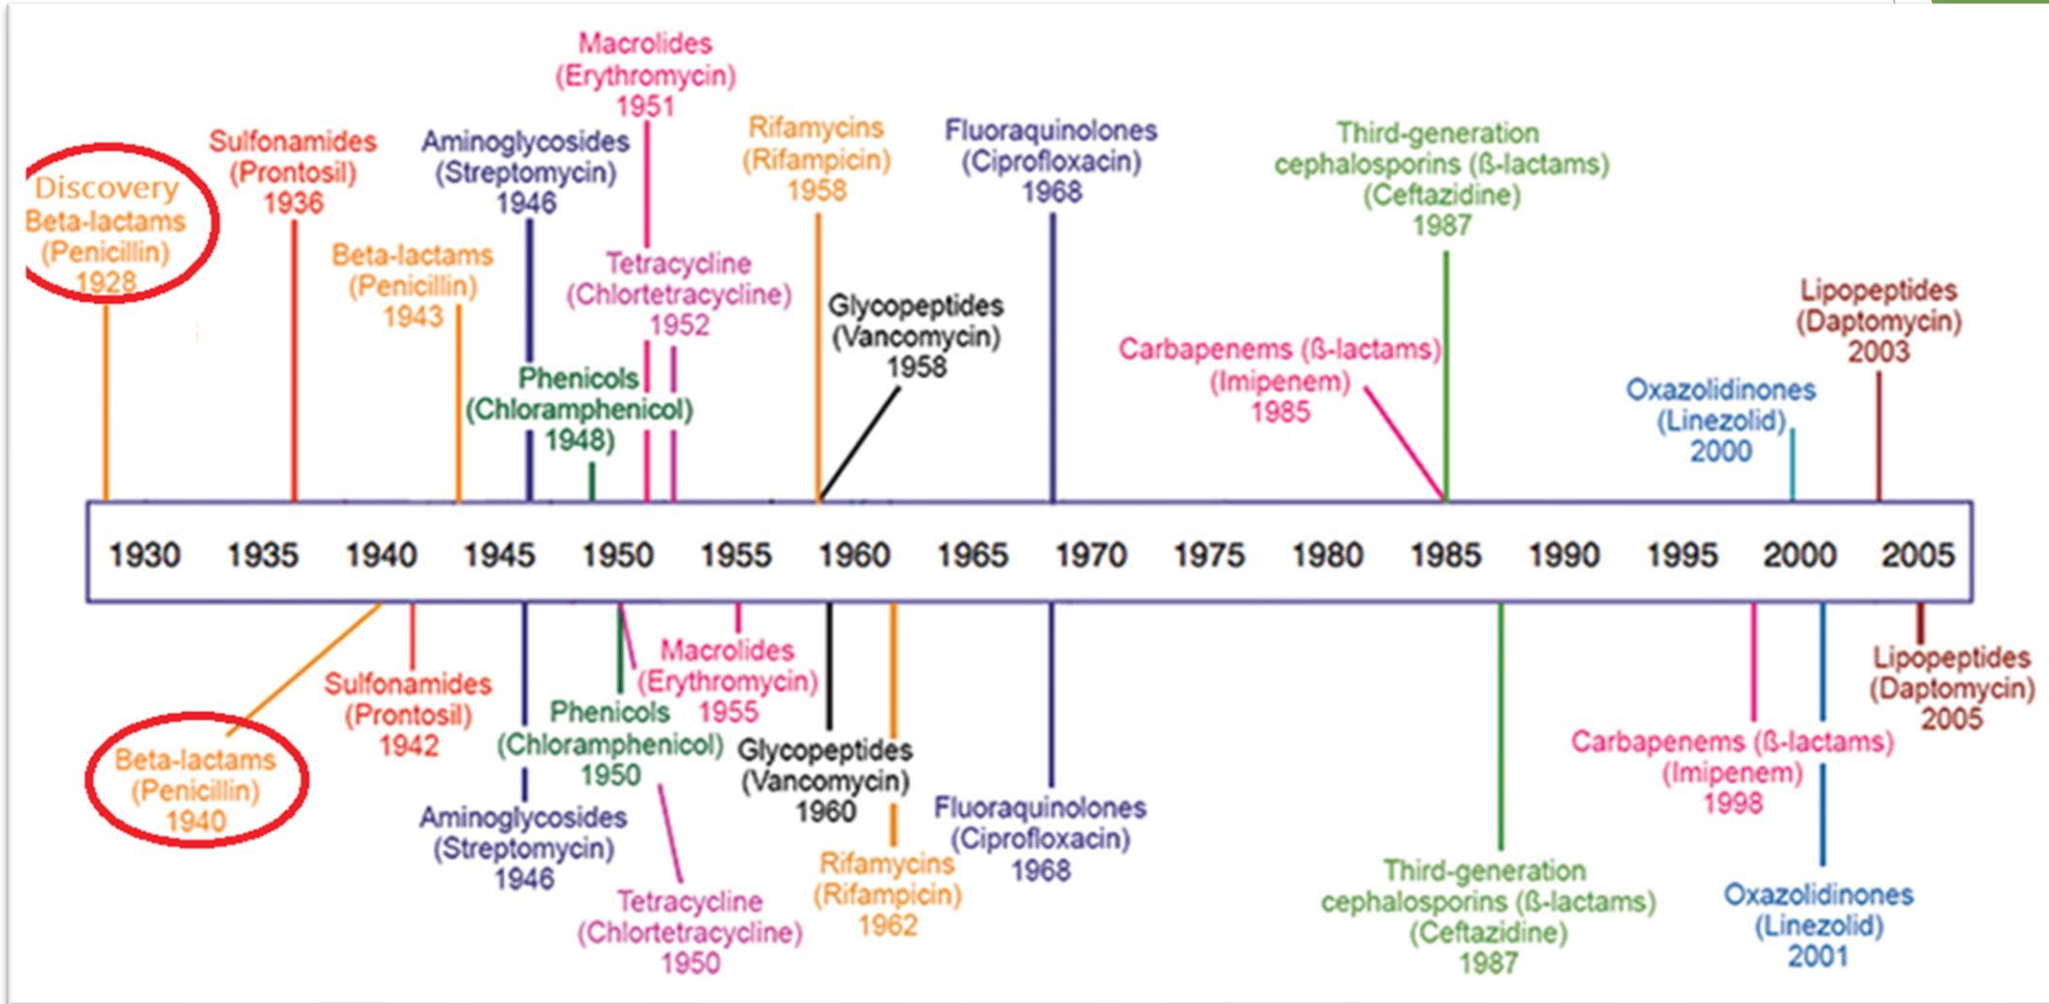 Discovery
Beta-lactams
(Penicillin)
1928
Sulfonamides
(Prontosil)
1936
Beta-lactams
(Penicillin)
1943
Aminoglycosides
(Streptomycin)
1946
Phenicols
(Chloramphenicol)
1948)
Macrolides
(Erythromycin)
1951
Tetracycline
(Chlortetracycline)
1952
Rifamycins
(Rifampicin)
1958
Glycopeptides
(Vancomycin)
1958
Fluoraquinolones
(Ciprofloxacin)
1968
Carbapenems (ß-lactams)
(Imipenem)
1985
Third-generation
cephalosporins (ß-lactams)
(Ceftazidine)
1987
Oxazolidinones
(Linezolid)
2000
Lipopeptides
(Daptomycin)
2003
1930 1935 1940 1945 1950 1955 1960 1965 1970 1975 1980 1985 1990 1995 2000 2005
Beta-lactams
(Penicillin)
1940
Sulfonamides
(Prontosil)
1942
Aminoglycosides
(Streptomycin)
1946
Phenicols
(Chloramphenicol)
1950
Tetracycline
(Chlortetracycline)
1950
Macrolides
(Erythromycin)
1955
Glycopeptides
(Vancomycin)
1960
Rifamycins
(Rifampicin)
1962
Fluoraquinolones
(Ciprofloxacin)
1968
Third-generation
cephalosporins (ß-lactams)
(Ceftazidine)
1987
Carbapenems (ß-lactams)
(Imipenem)
1998
Oxazolidinones
(Linezolid)
2001
Lipopeptides
(Daptomycin)
2005